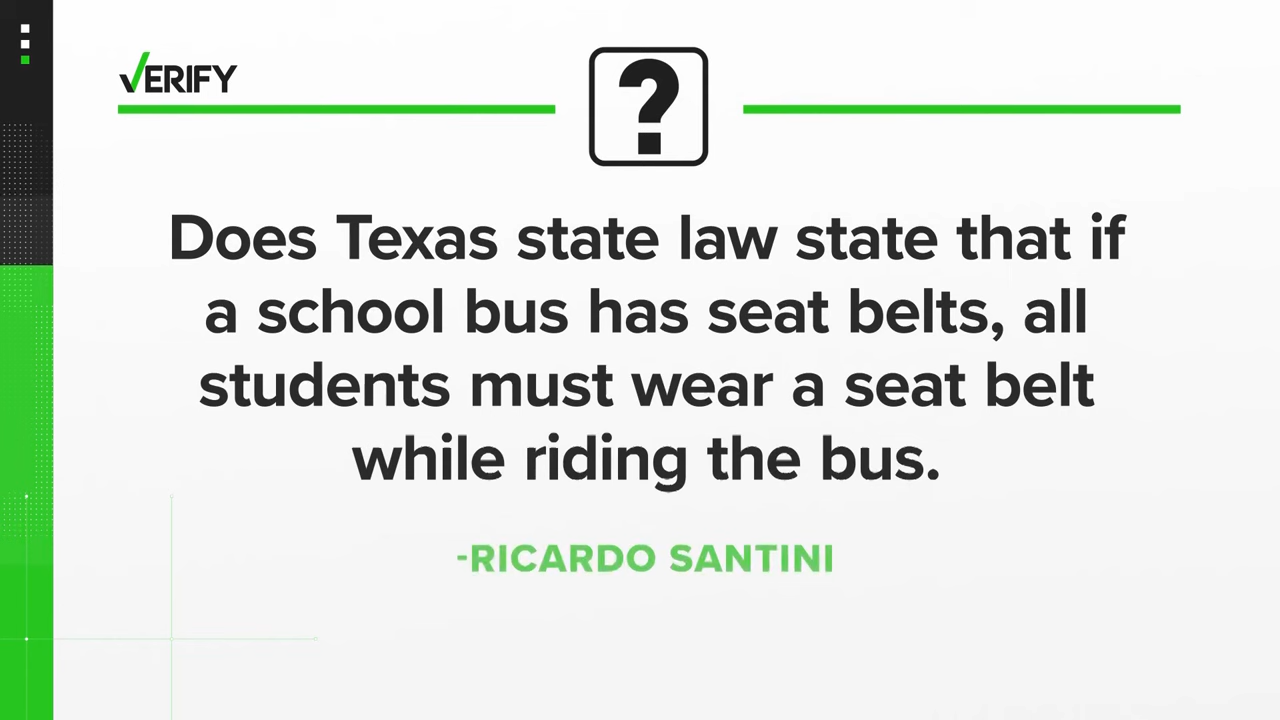 VERIFY
?
Does Texas state law state that if
a school bus has seat belts, all
students must wear a seat belt
while riding the bus.
-RICARDO SANTINI